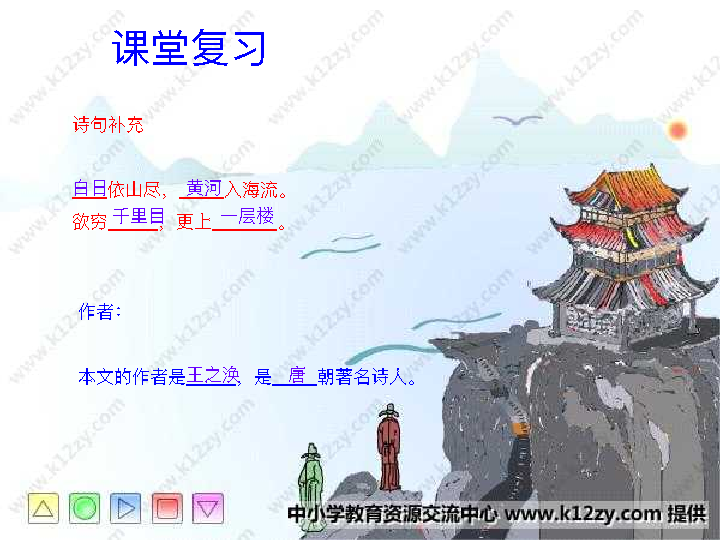 课堂复习
诗句补充
白日依山尽，黄河入海流。
欲穷千里目，更上一层楼。
作者：
本文的作者是王之涣，是唐朝著名诗人。
中小学教育资源交流中心 www.k12zy.com 提供